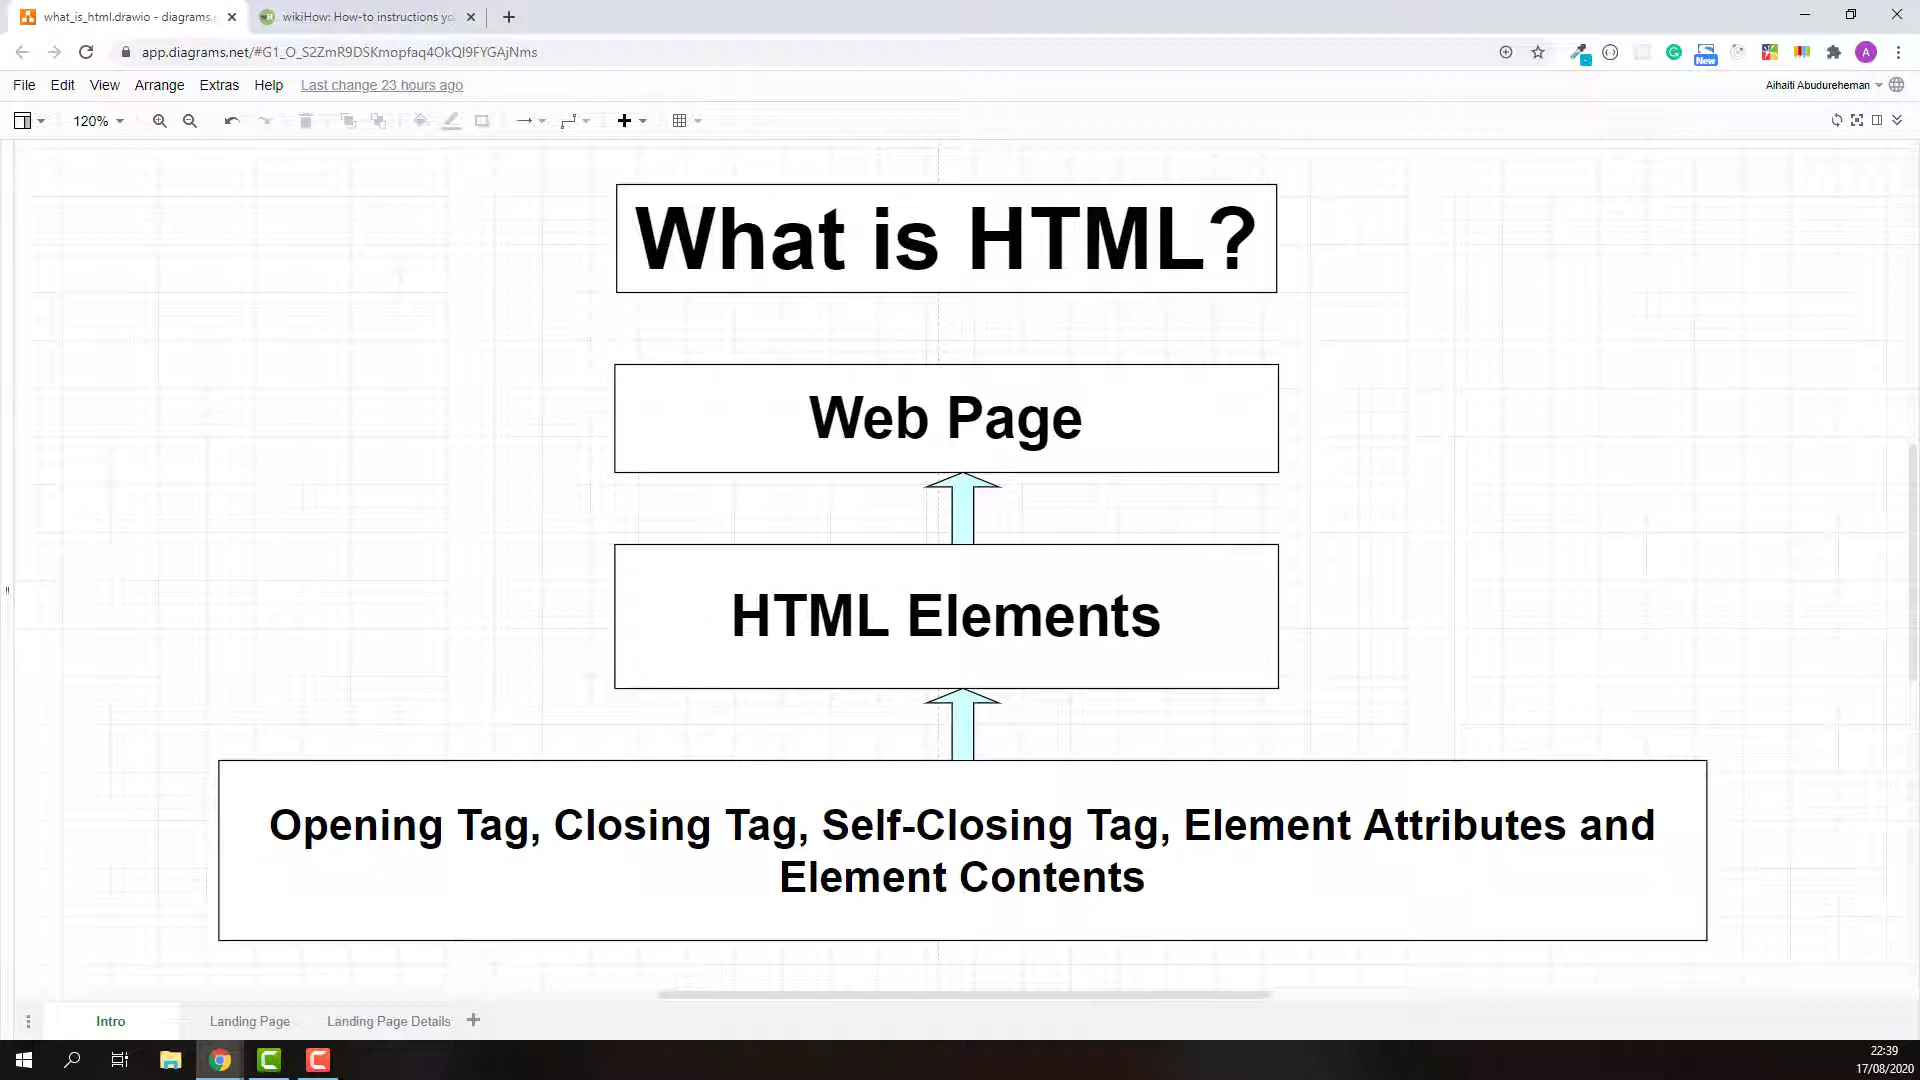 what_is_html.drawio - diagrams.
wikiHow: How-to instructions yo
app.diagrams.net/#G1_O_S2ZmR9DSKmopfaq4OkQI9FYGAjNms
New
A
File Edit View Arrange Extras Help Last change 23 hours ago
Aihaiti Abudureheman
120%
What is HTML?
Web Page
HTML Elements
Opening Tag, Closing Tag, Self-Closing Tag, Element Attributes and
Element Contents
Intro Landing Page Landing Page Details
22:39
17/08/2020